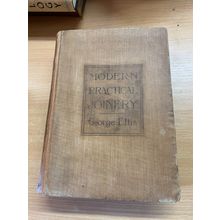 MODERN
PRACTICAL
JOINERY
George Ellis